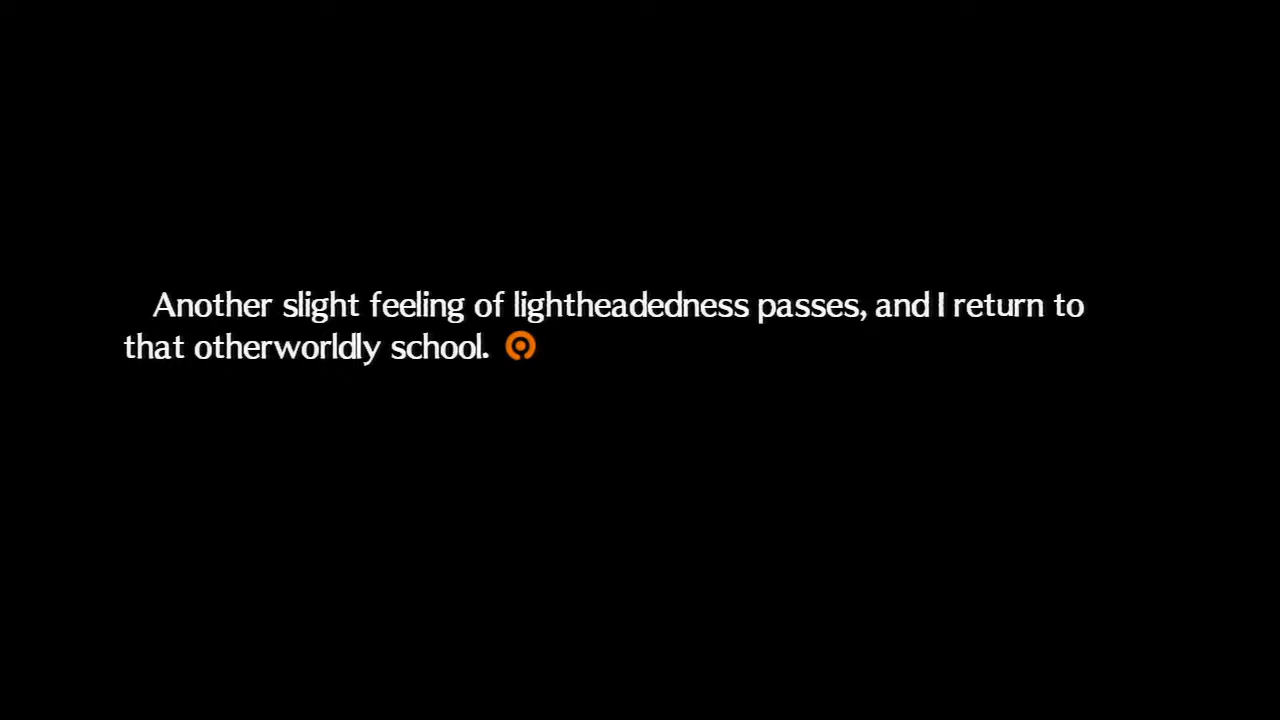 Another slight feeling of lightheadedness passes, and I return to
that otherworldly school.